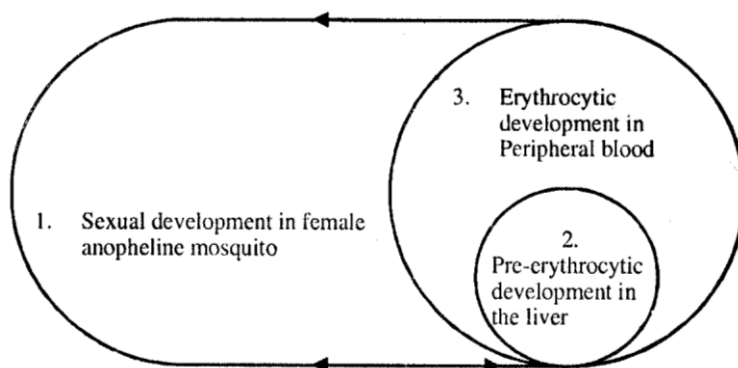 3. Erythrocytic
development in
Peripheral blood
1. Sexual development in female
anopheline mosquito
2.
Pre-erythrocytic
development in
the liver